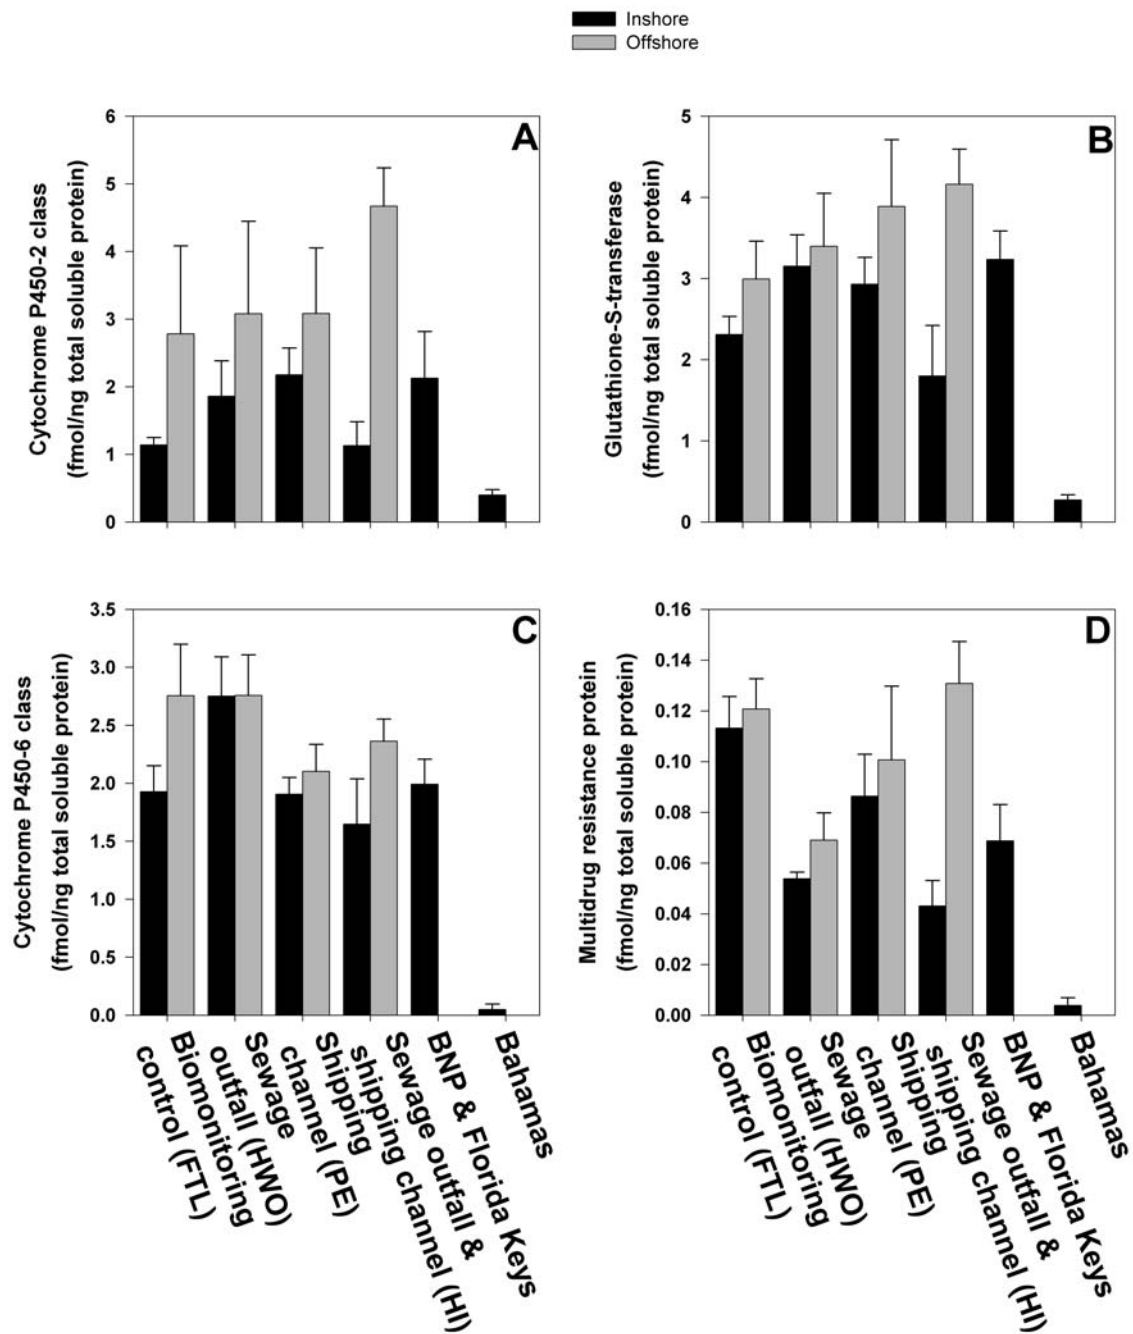 Inshore
Offshore
A
Cytochrome P450-2 class
(fmol/ng total soluble protein)
6
5
4
3
2
1
0
B
Glutathione-S-transferase
(fmol/ng total soluble protein)
5
4
3
2
1
0
C
Cytochrome P450-6 class
(fmol/ng total soluble protein)
3.5
3.0
2.5
2.0
1.5
1.0
0.5
0.0
Biomonitoring
control (FTL)
Sewage
outfall (HWO)
Shipping
channel (PE)
Sewage outfall &
shipping channel (HI)
BNP & Florida Keys
Bahamas
D
Multidrug resistance protein
(fmol/ng total soluble protein)
0.16
0.14
0.12
0.10
0.08
0.06
0.04
0.02
0.00
Biomonitoring
control (FTL)
Sewage
outfall (HWO)
Shipping
channel (PE)
Sewage outfall &
shipping channel (HI)
BNP & Florida Keys
Bahamas